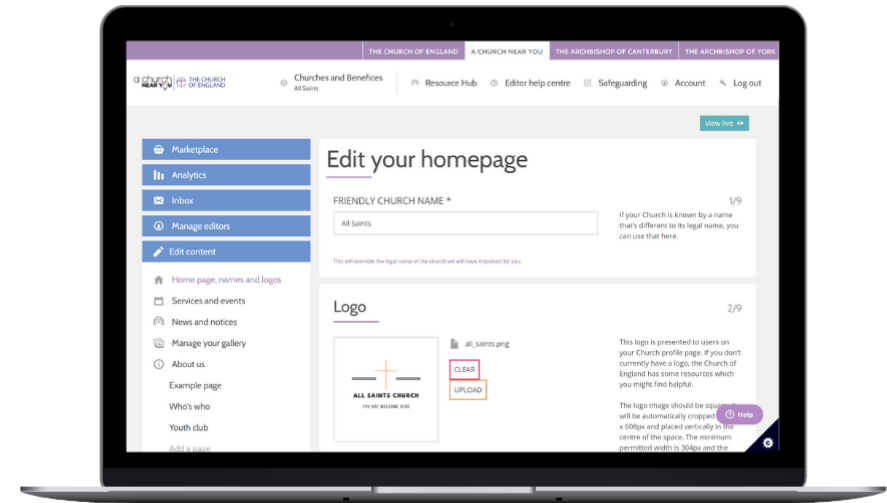 THE CHURCH OF ENGLAND A CHURCH NEAR YOU THE ARCHBISHOP OF CANTERBURY THE ARCHBISHOP OF YORK
a church NEAR YOU THE CHURCH OF ENGLAND
Churches and Benefices
All Saints
Resource Hub Editor help centre Safeguarding Account Log out
View live
Marketplace
Analytics
Inbox
Manage editors
Edit content
Home page, names and logos
Services and events
News and notices
Manage your gallery
About us
Example page
Who's who
Youth club
Add a page
Edit your homepage
FRIENDLY CHURCH NAME *
1/9
All Saints
If your Church is known by a name
that's different to its legal name, you
can use that here.
This will override the legal name of the church we will have imported for you.
Logo
2/9
ALL SAINTS CHURCH
YOU ARE WELCOME HERE
all_saints.png
CLEAR
UPLOAD
This logo is presented to users on
your Church profile page. If you don't
currently have a logo, the Church of
England has some resources which
you might find helpful.
The logo image should be
will be automatically cropped
x 608px and placed vertically in the
centre of the space. The minimum
permitted width is 304px and the
Help